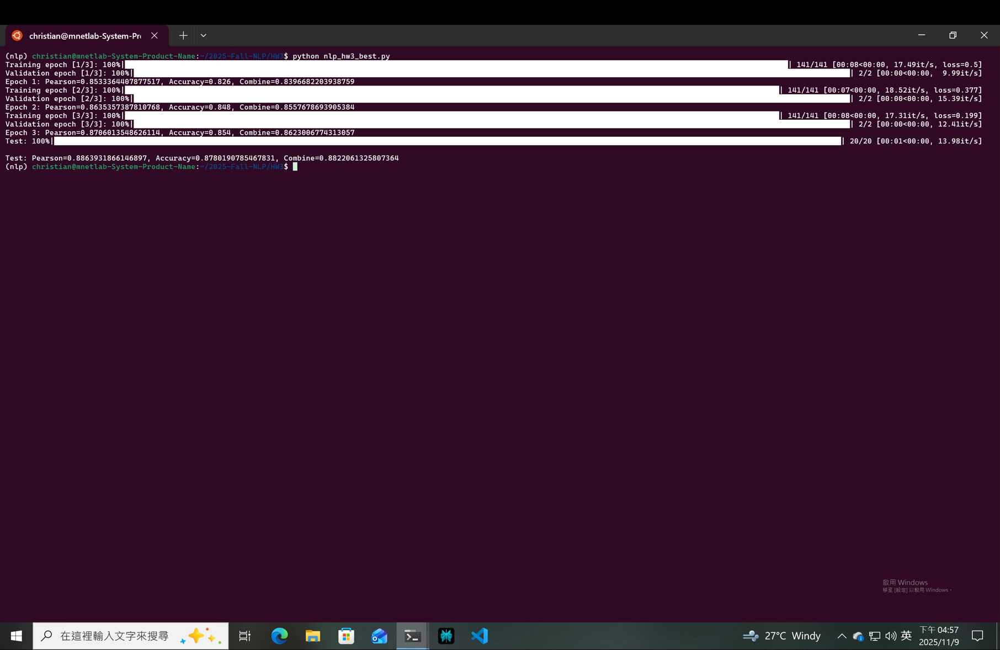 christian@mnetlab-System-Pr
(nlp) christian@mnetlab-System-Product-Name:~/2025-Fall-NLP/HW3$ python nlp_hw3_best.py
Training epoch [1/3]: 100%| | 141/141 [00:08<00:00, 17.49it/s, loss=0.5]
Validation epoch [1/3]: 100%| | 2/2 [00:00<00:00, 9.99it/s]
Epoch 1: Pearson=0.8533364407877517, Accuracy=0.826, Combine=0.8396682203938759
Training epoch [2/3]: 100%| | 141/141 [00:07<00:00, 18.52it/s, loss=0.377]
Validation epoch [2/3]: 100%| | 2/2 [00:00<00:00, 15.39it/s]
Epoch 2: Pearson=0.8635357387810768, Accuracy=0.848, Combine=0.8557678693905384
Training epoch [3/3]: 100%| | 141/141 [00:08<00:00, 17.31it/s, loss=0.199]
Validation epoch [3/3]: 100%| | 2/2 [00:00<00:00, 12.41it/s]
Epoch 3: Pearson=0.8706013548626114, Accuracy=0.854, Combine=0.8623006774313057
Test: 100%| | 20/20 [00:01<00:00, 13.98it/s]
Test: Pearson=0.8863931866146897, Accuracy=0.8780190785467831, Combine=0.8822061325807364
(nlp) christian@mnetlab-System-Product-Name:~/2025-Fall-NLP/HW3$
啟用 Windows
移至 [設定] 以啟用 Windows。
在這裡輸入文字來搜尋
27°C Windy
英
下午 04:57
2025/11/9